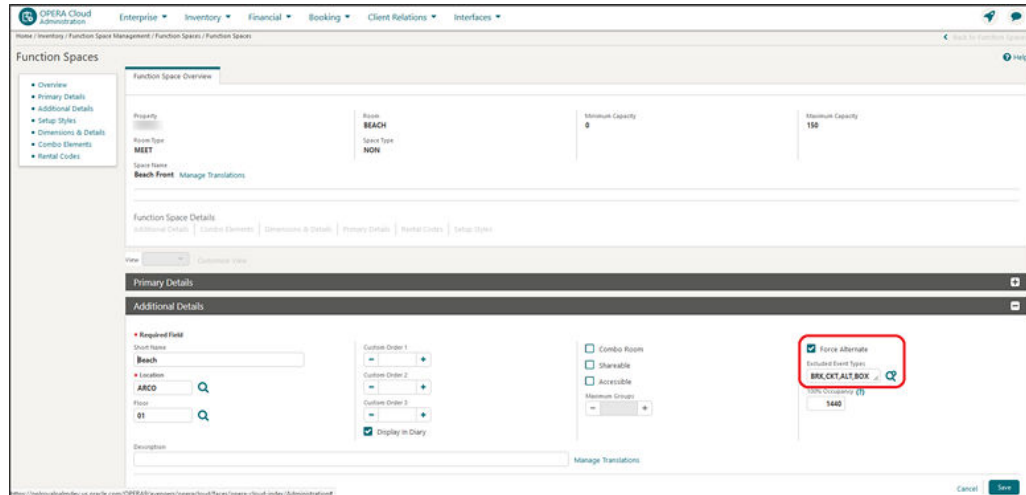 OPERA Cloud
Administration
Enterprise Inventory Financial Booking Client Relations Interfaces
Home / Inventory / Function Space Management / Function Spaces / Function Spaces
Back to Function Spaces
Function Spaces
Help
Overview
Primary Details
Additional Details
Setup Styles
Dimensions & Details
Combo Elements
Rental Codes
Function Space Overview
Property
Room
BEACH
Minimum Capacity
0
Maximum Capacity
150
Room Type
MEET
Space Type
NON
Space Name
Beach Front Manage Translations
Function Space Details
Additional Details Combo Elements Dimensions & Details Primary Details Rental Codes Setup Styles
View Customize View
Primary Details
Additional Details
* Required Field
Short Name
Beach
* Location
ARCO
Floor
01
Custom Order 1
Custom Order 2
Custom Order 3
Display in Diary
Combo Room
Shareable
Accessible
Maximum Groups
Force Alternate
Excluded Event Types
BRK,CKT,ALT,BOX
100% Occupancy (?)
1440
Description
Manage Translations
Cancel Save